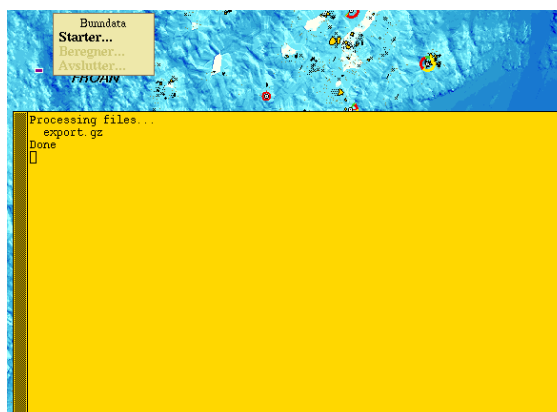 Bunndata
Starter...
Beregner...
Avslutter...
FROAN
Processing files...
export.gz
Done